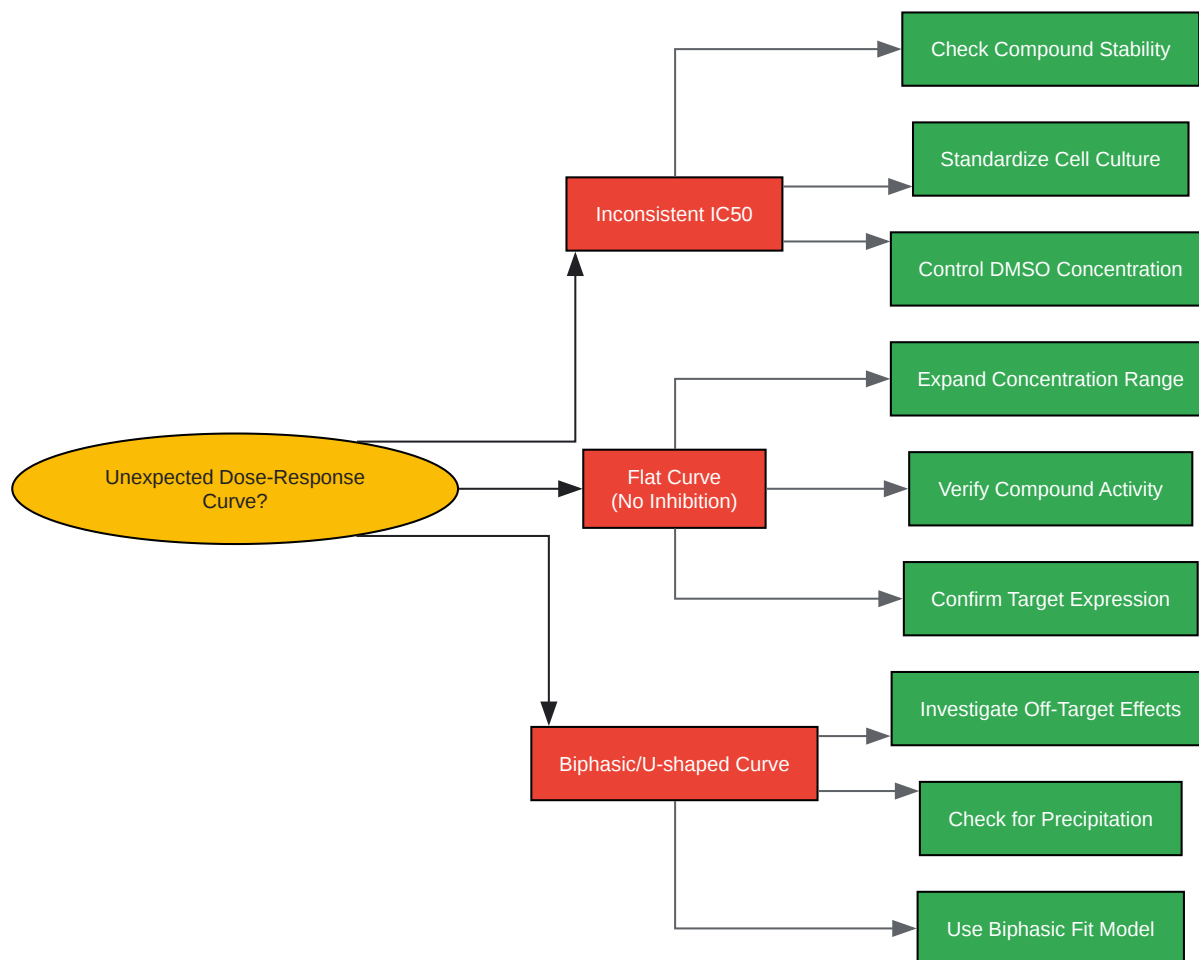 Check Compound Stability
Standardize Cell Culture
Inconsistent IC50
Control DMSO Concentration
Expand Concentration Range
Unexpected Dose-Response
Curve?
Flat Curve
(No Inhibition)
Verify Compound Activity
Confirm Target Expression
Investigate Off-Target Effects
Biphasic/U-shaped Curve
Check for Precipitation
Use Biphasic Fit Model